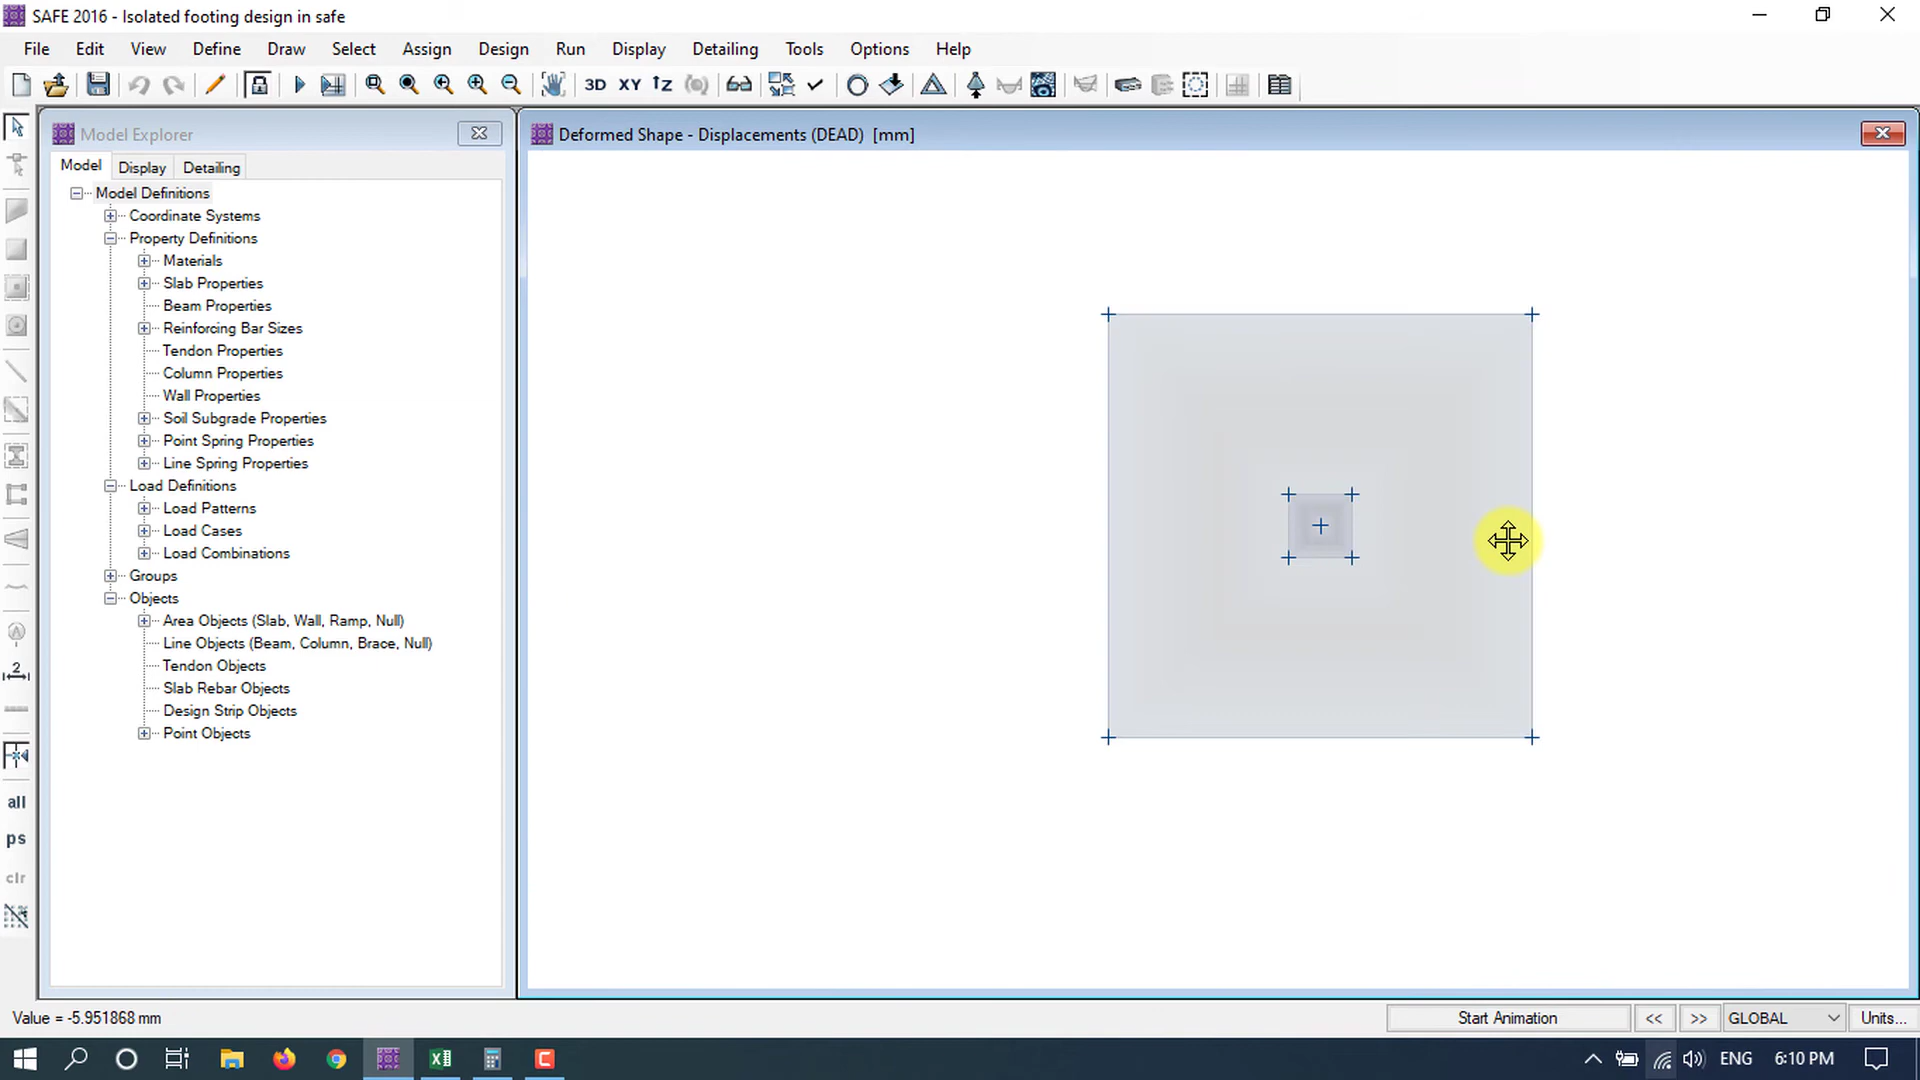 SAFE 2016 - Isolated footing design in safe
File Edit View Define Draw Select Assign Design Run Display Detailing Tools Options Help
3D XY
Model Explorer
Deformed Shape - Displacements (DEAD) [mm]
Model Display Detailing
Model Definitions
Coordinate Systems
Property Definitions
Materials
Slab Properties
Beam Properties
Reinforcing Bar Sizes
Tendon Properties
Column Properties
Wall Properties
Soil Subgrade Properties
Point Spring Properties
Line Spring Properties
Load Definitions
Load Patterns
Load Cases
Load Combinations
Groups
Objects
Area Objects (Slab, Wall, Ramp, Null)
Line Objects (Beam, Column, Brace, Null)
Tendon Objects
Slab Rebar Objects
Design Strip Objects
Point Objects
2
all
ps
clr
Value = -5.951868 mm
Start Animation << >> GLOBAL Units...
ENG 6:10 PM